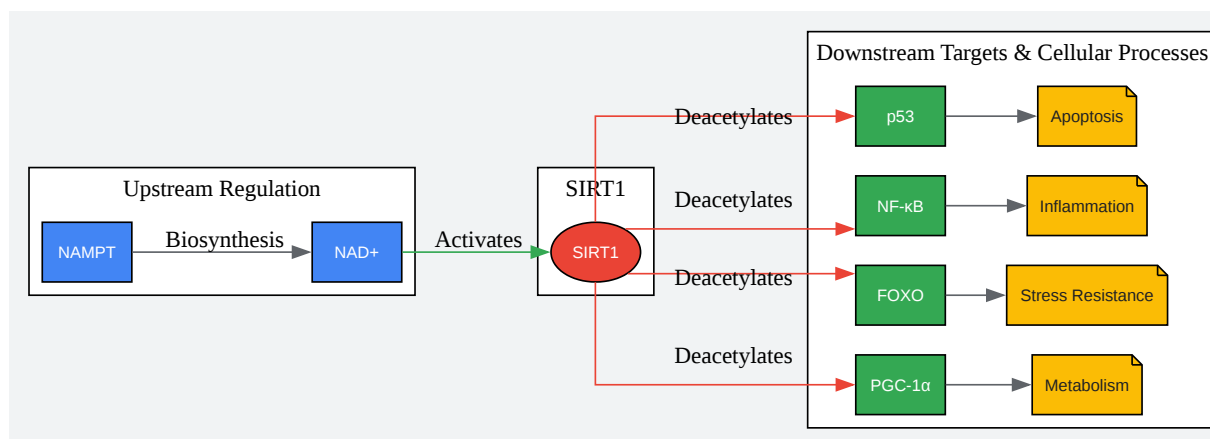 Downstream Targets & Cellular Processes
Deacetylates
p53
Apoptosis
Upstream Regulation
SIRT1
Deacetylates
NF-κB
Inflammation
NAMPT
Biosynthesis
NAD+
Activates
SIRT1
Deacetylates
FOXO
Stress Resistance
Deacetylates
PGC-1α
Metabolism